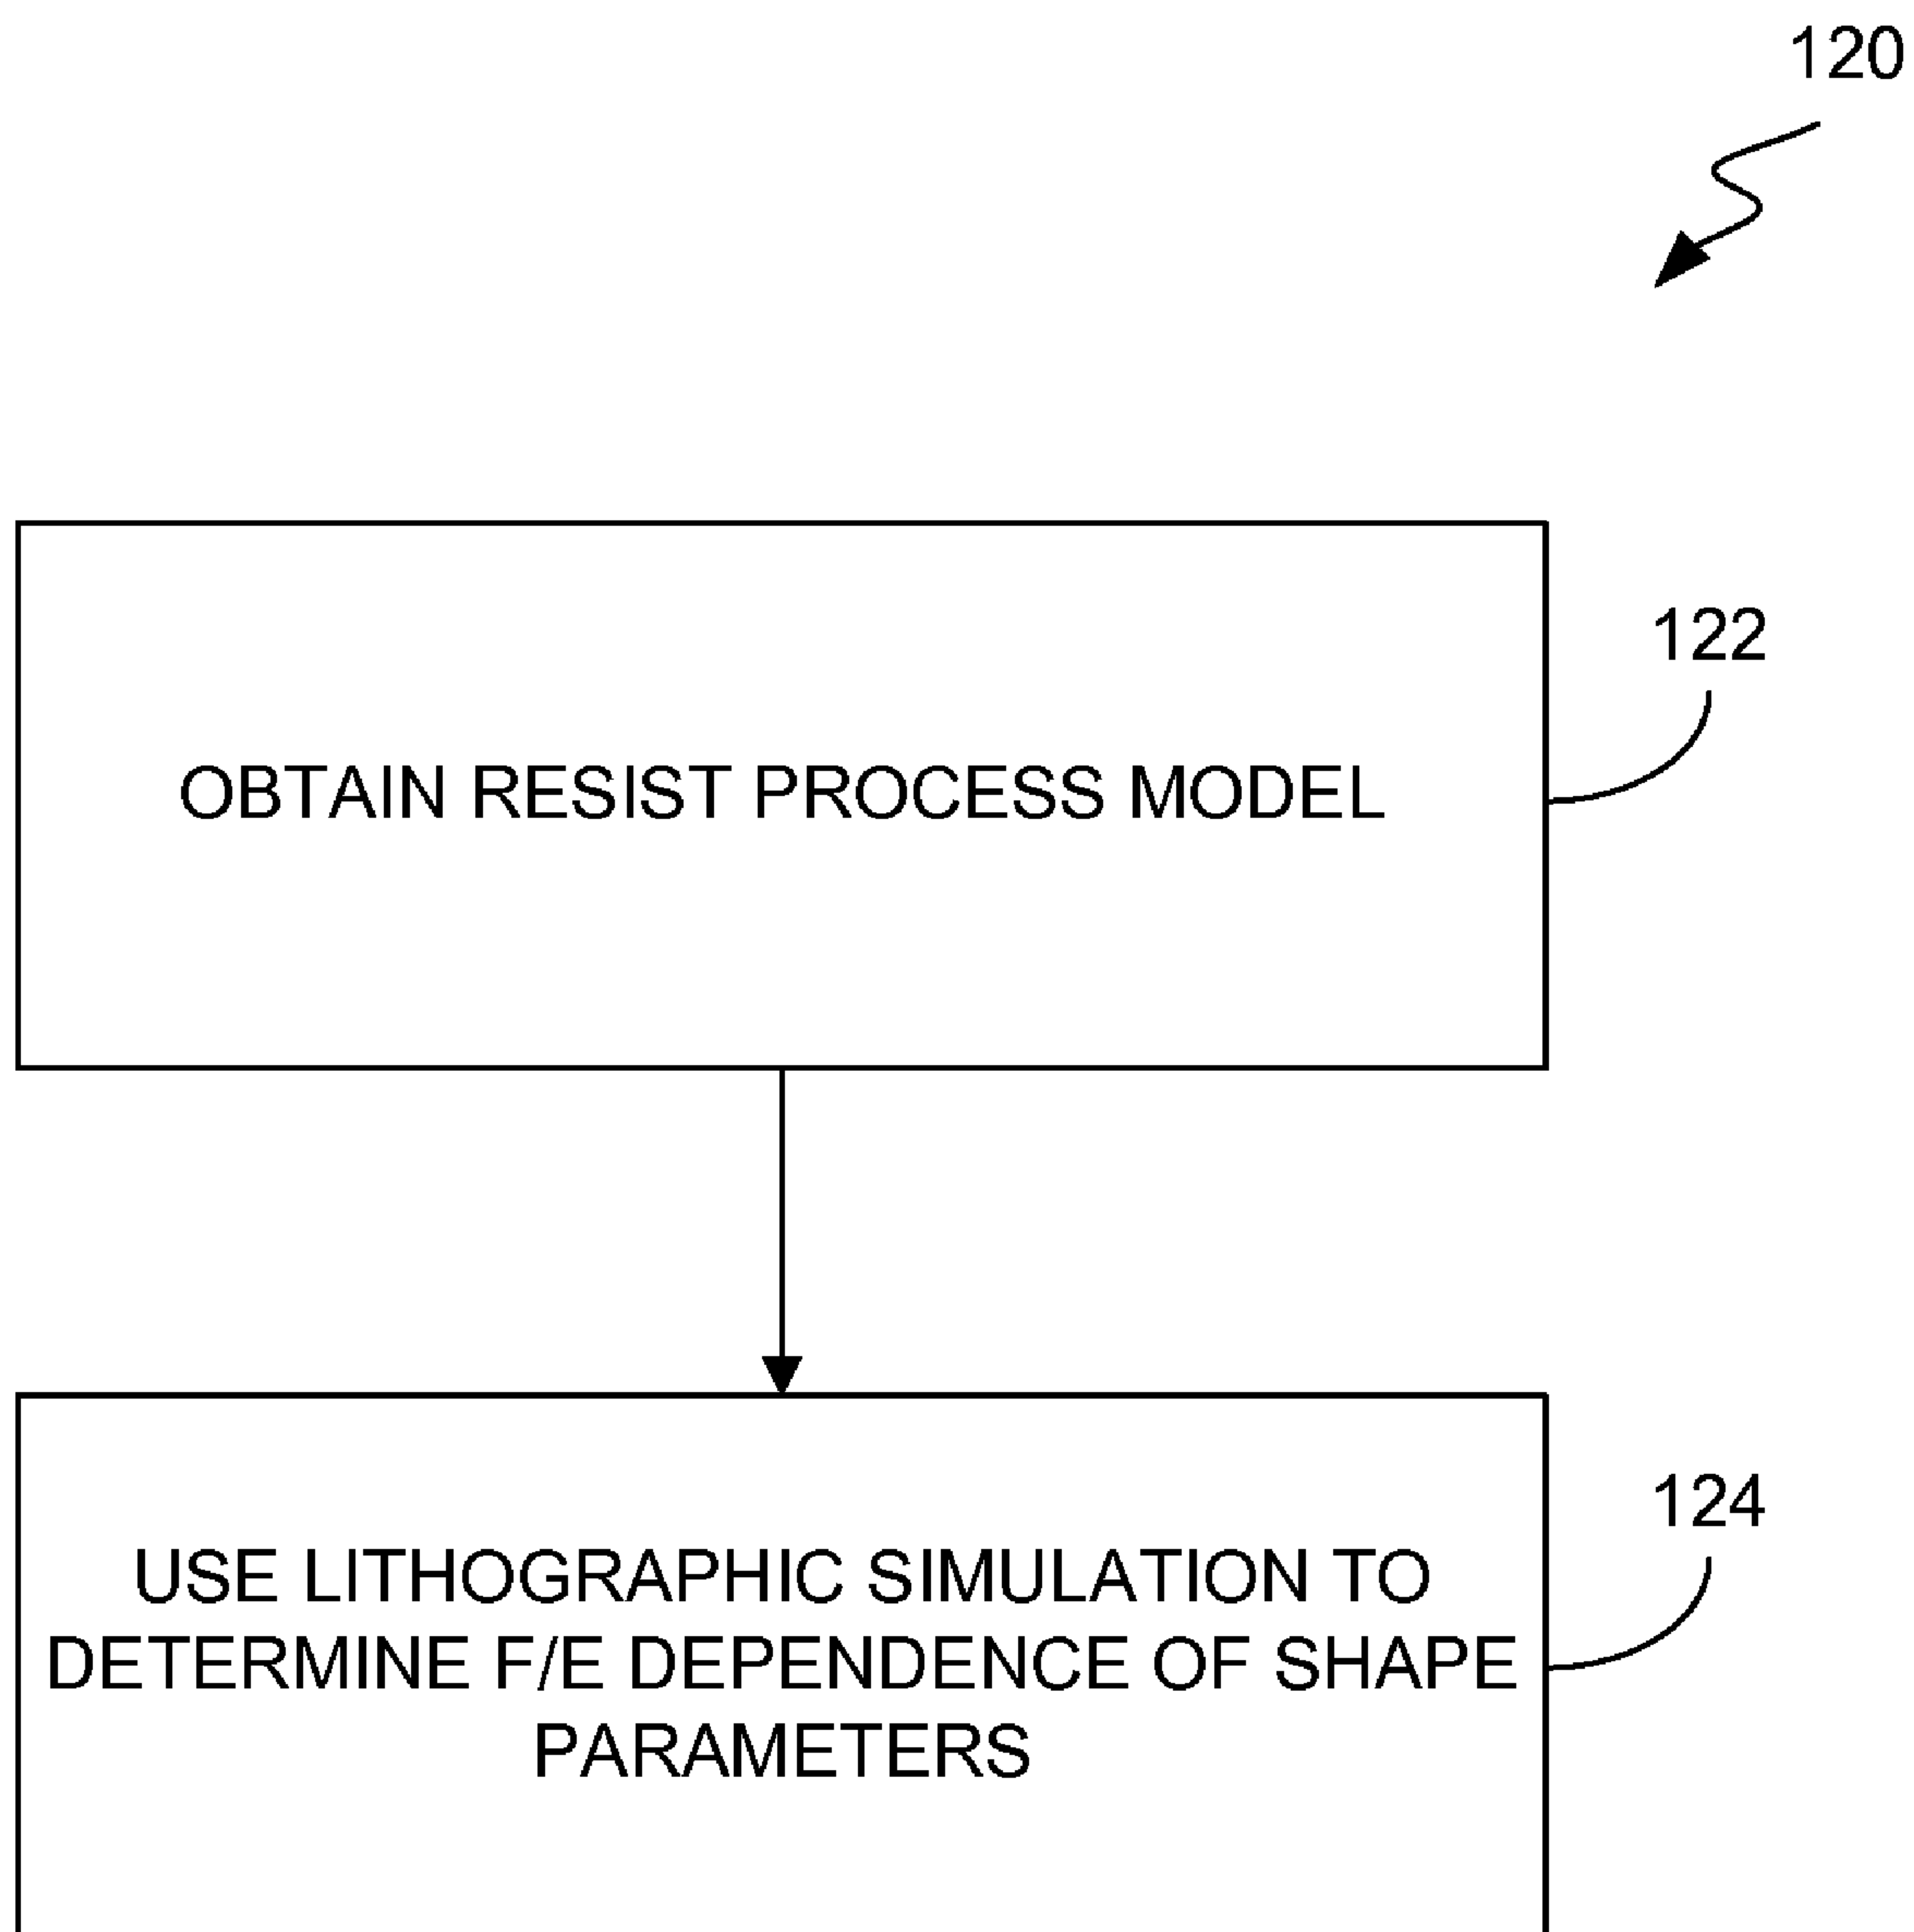 120
122
OBTAIN RESIST PROCESS MODEL
124
USE LITHOGRAPHIC SIMULATION TO
DETERMINE F/E DEPENDENCE OF SHAPE
PARAMETERS